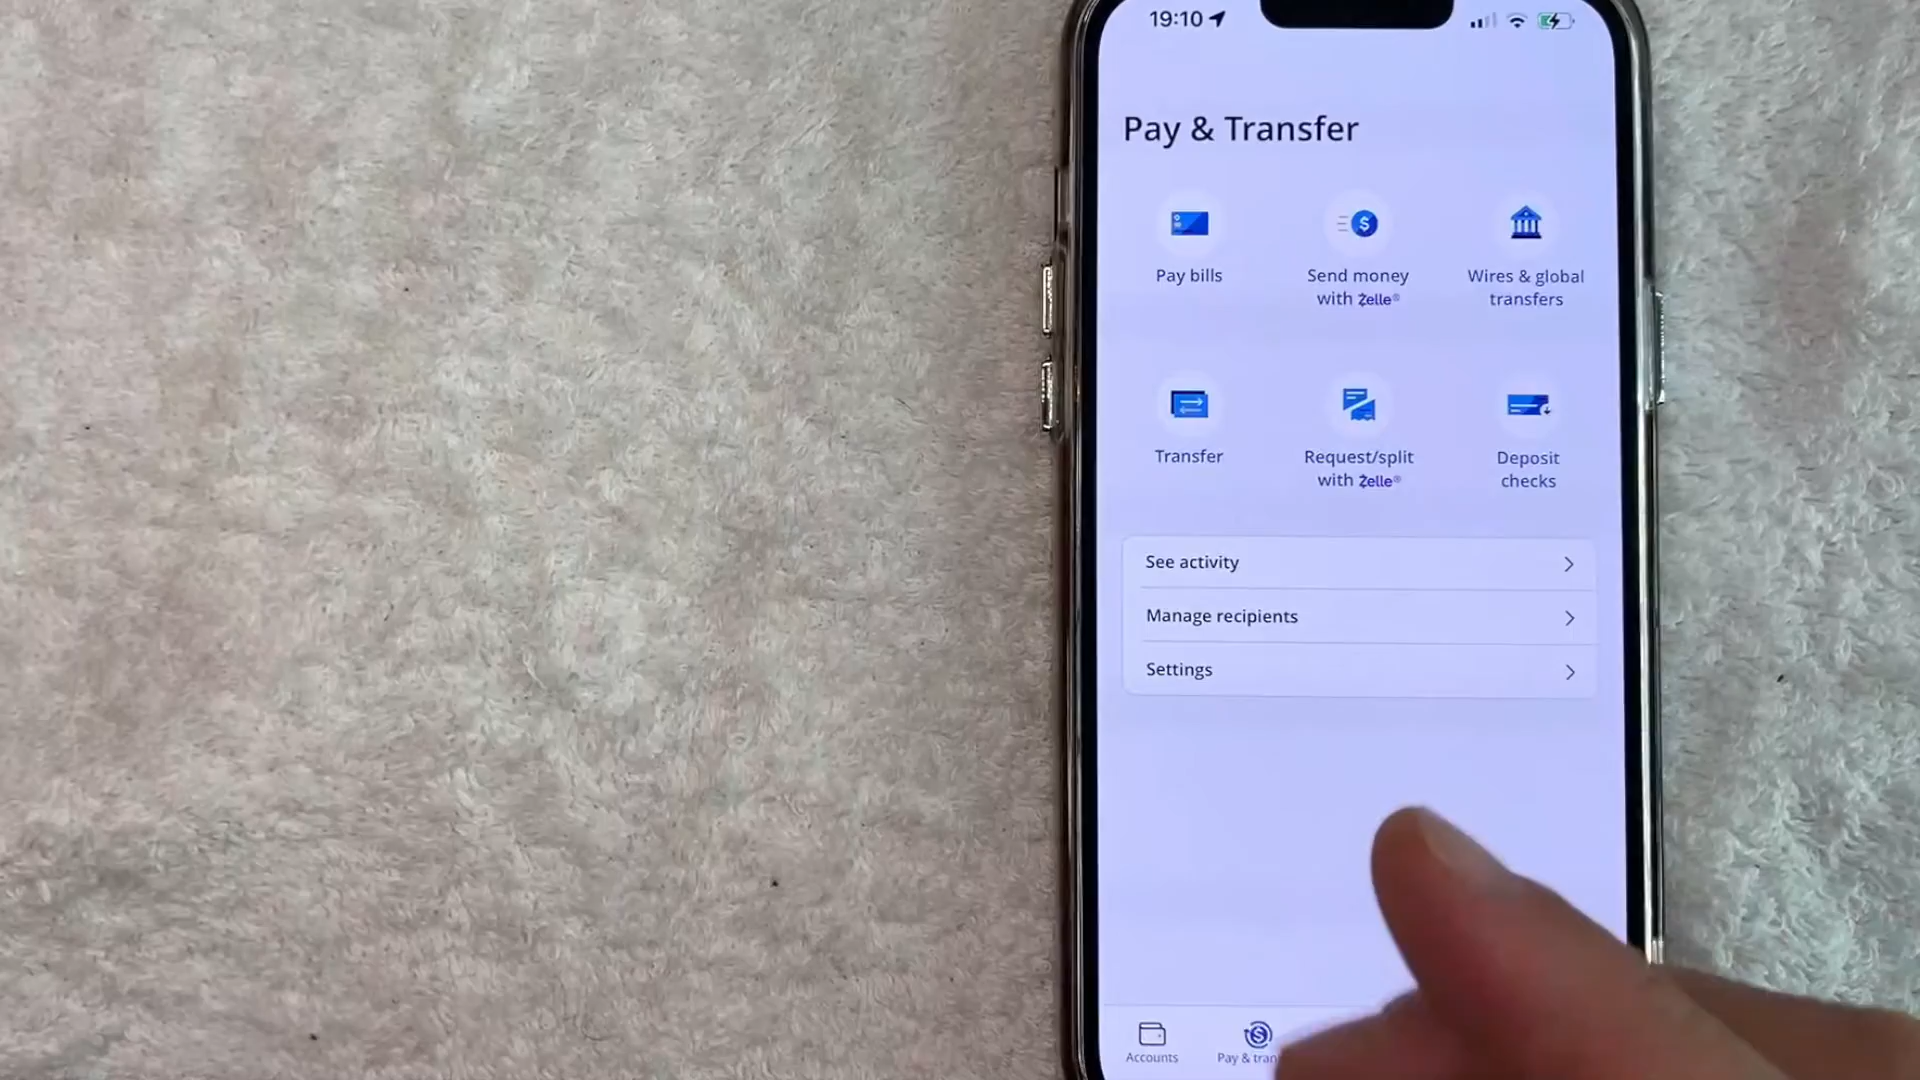 19:10
Pay & Transfer
Pay bills
Send money
with Zelle®
Wires & global
transfers
Transfer
Request/split
with Zelle®
Deposit
checks
See activity
Manage recipients
Settings
Accounts
Pay &